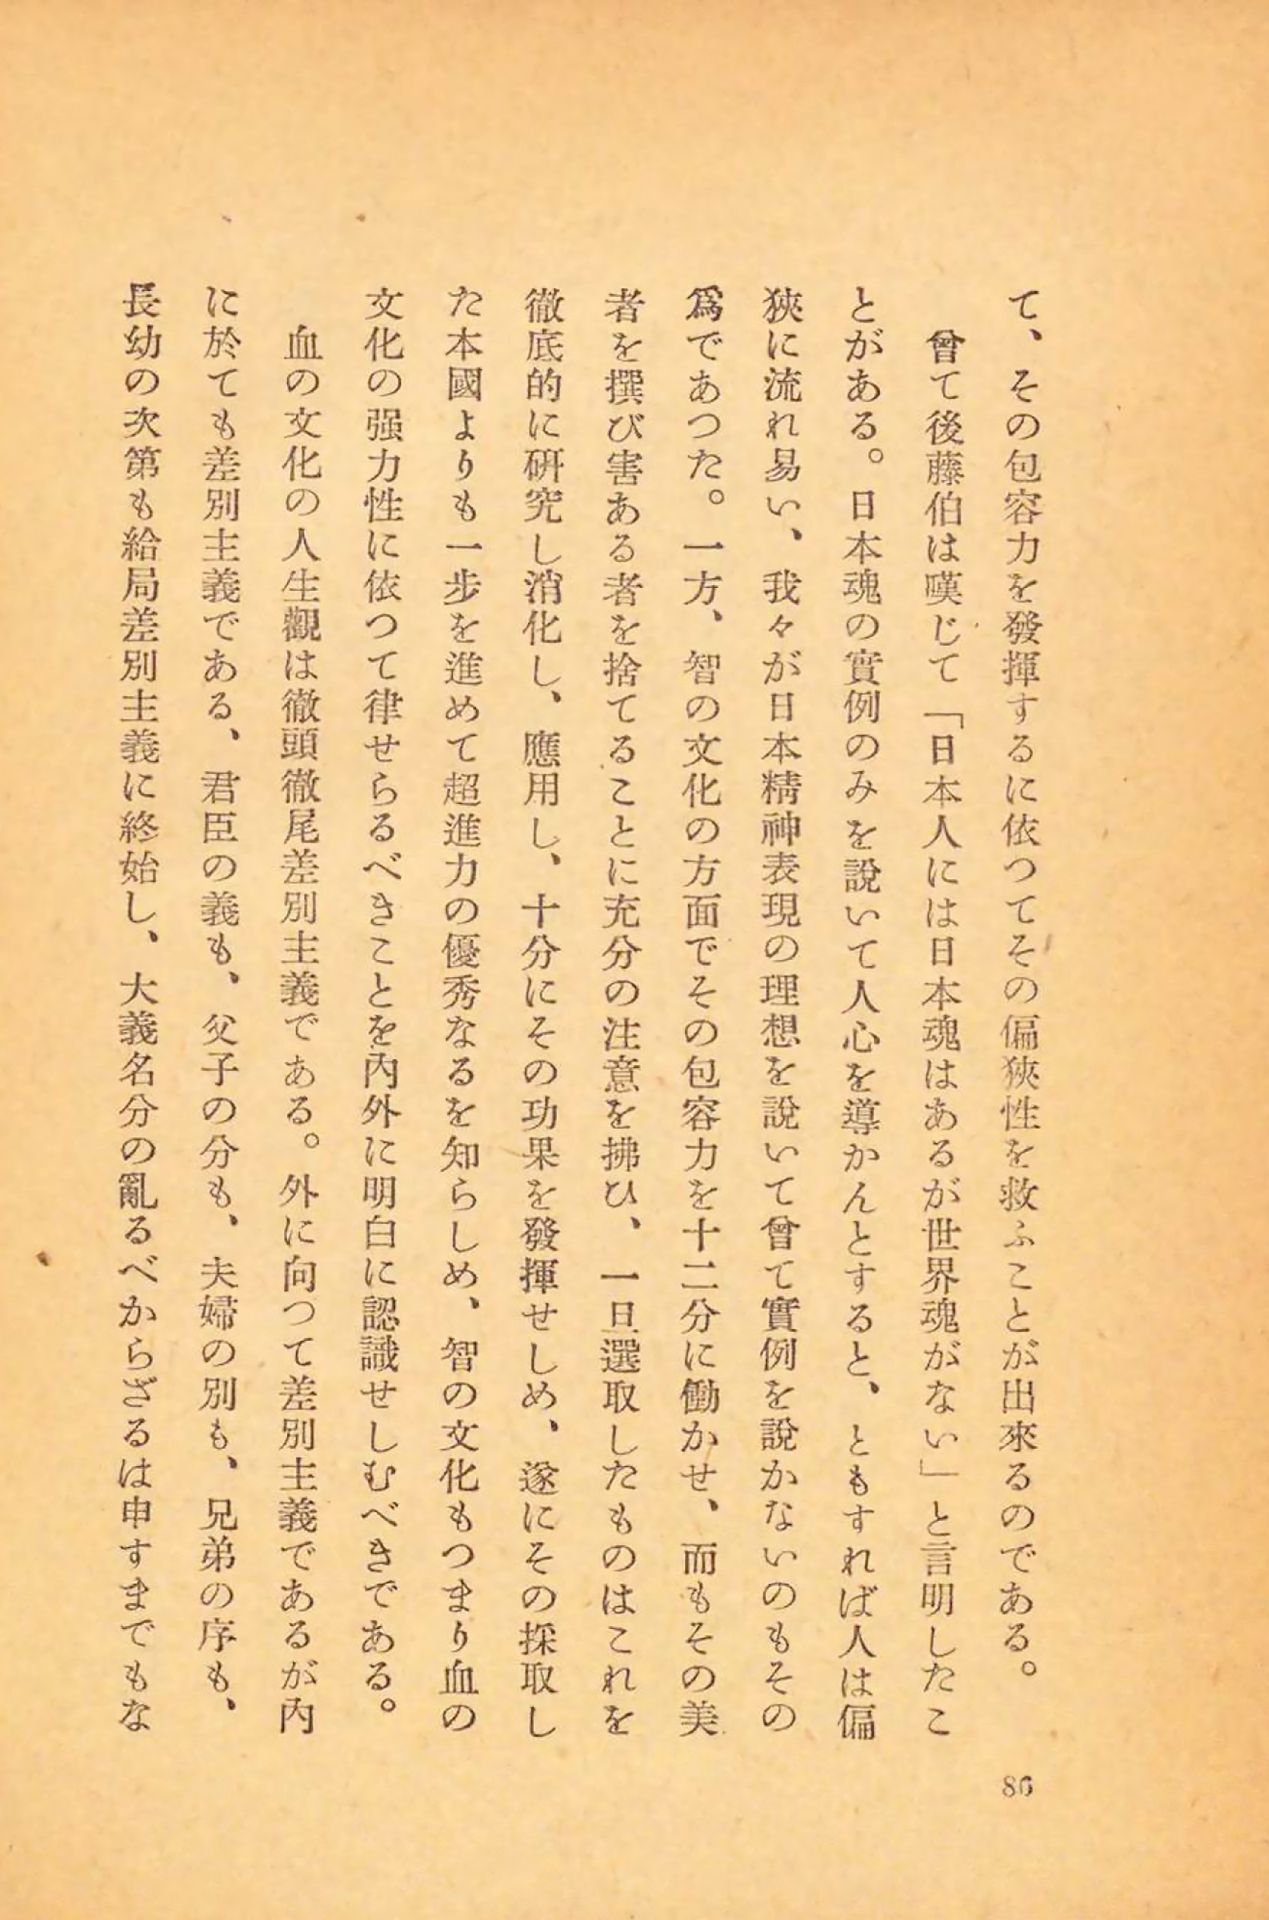 て、その包容力を發揮するに依つてその偏狹性を救ふことが出來るのである。
曾て後藤伯は嘆じて「日本人には日本魂はあるが世界魂がない」と言明したこ
とがある。日本魂の實例のみを說いて人心を導かんとすると、ともすれば人は偏
狹に流れ易い、我々が日本精神表現の理想を說いて曾て實例を說かないのもその
爲であつた。一方、智の文化の方面でその包容力を十二分に働かせ、而もその美
者を撰び害ある者を捨てることに充分の注意を拂ひ、一旦選取したものはこれを
徹底的に硏究し消化し、應用し、十分にその功果を發揮せしめ、遂にその採取し
た本國よりも一步を進めて超進力の優秀なるを知らしめ、智の文化もつまり血の
文化の强力性に依つて律せらるべきことを內外に明白に認識せしむべきである。
血の文化の人生觀は徹頭徹尾差別主義である。外に向つて差別主義であるが內
に於ても差別主義である、君臣の義も、父子の分も、夫婦の別も、兄弟の序も、
長幼の次第も給局差別主義に終始し、大義名分の亂るべからざるは申すまでもな
86